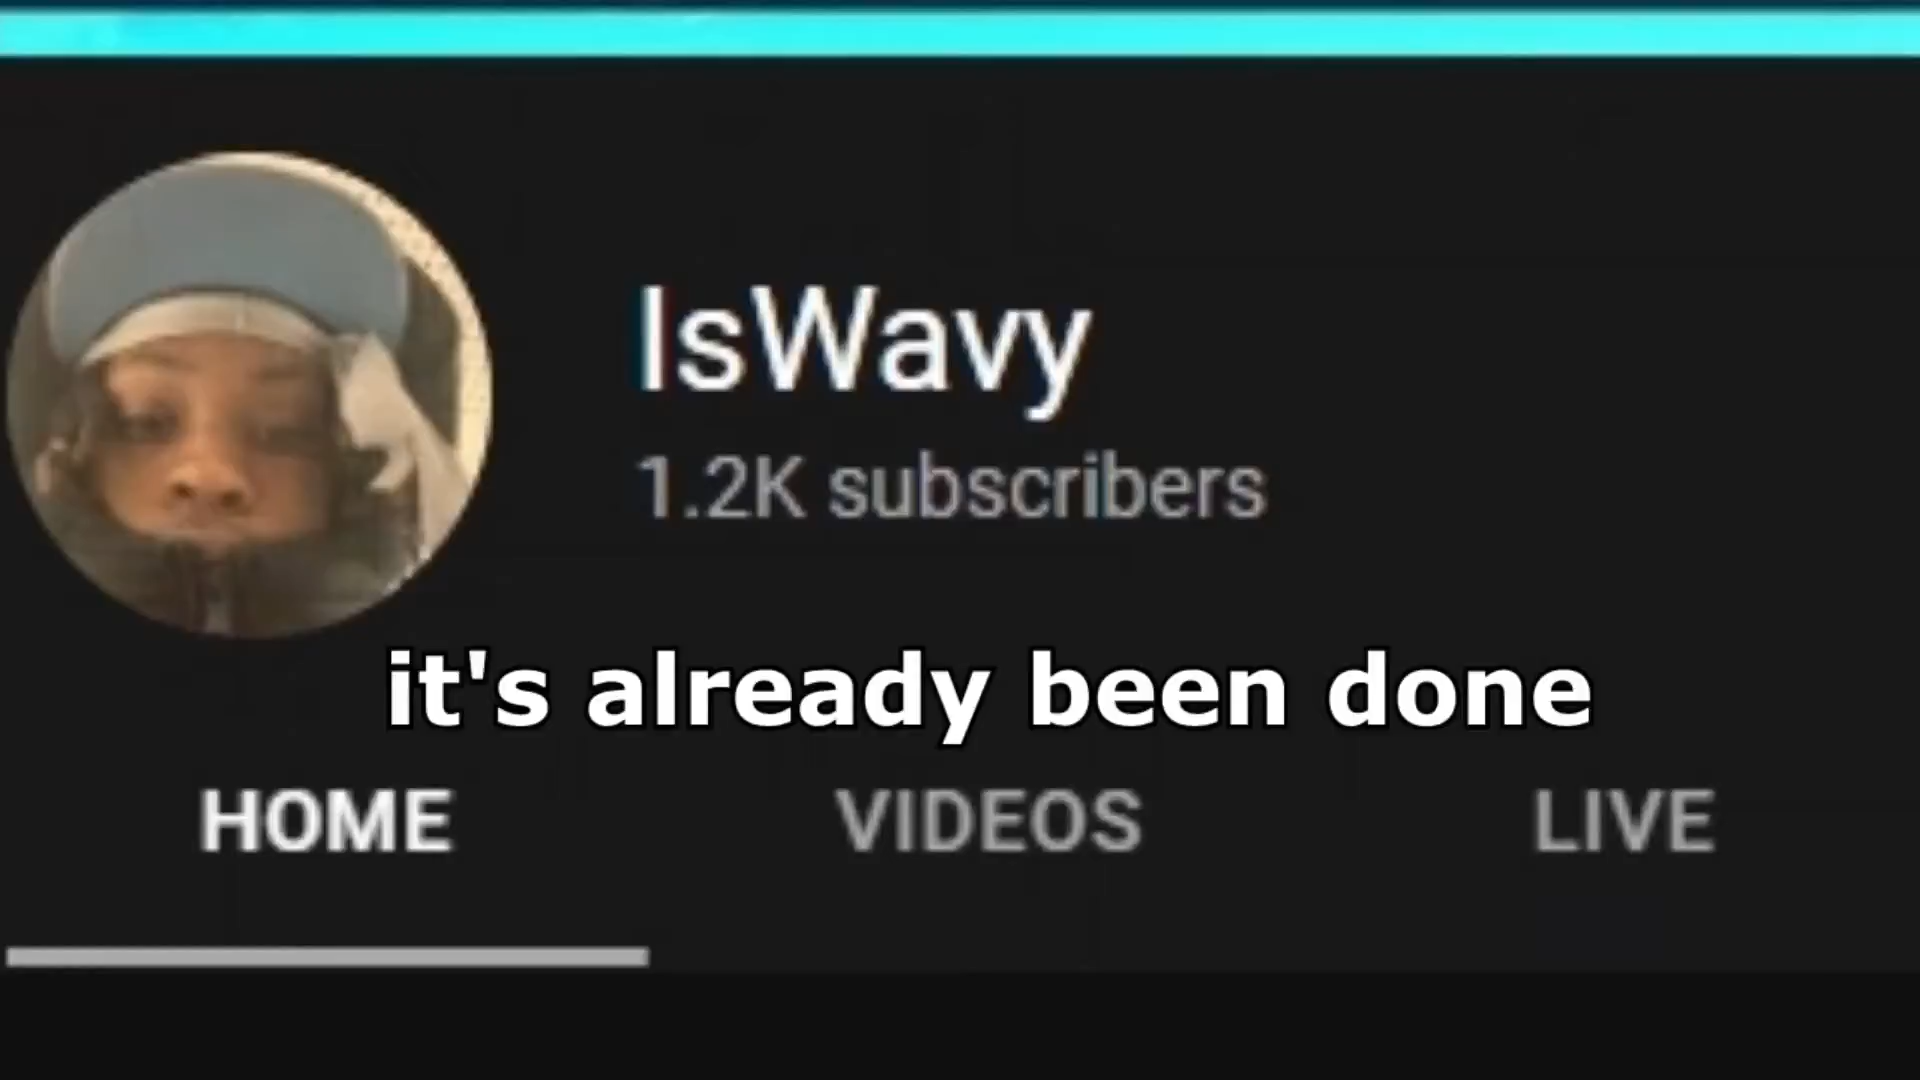 IsWavy
1.2K subscribers
it's already been done
HOME
VIDEOS
LIVE